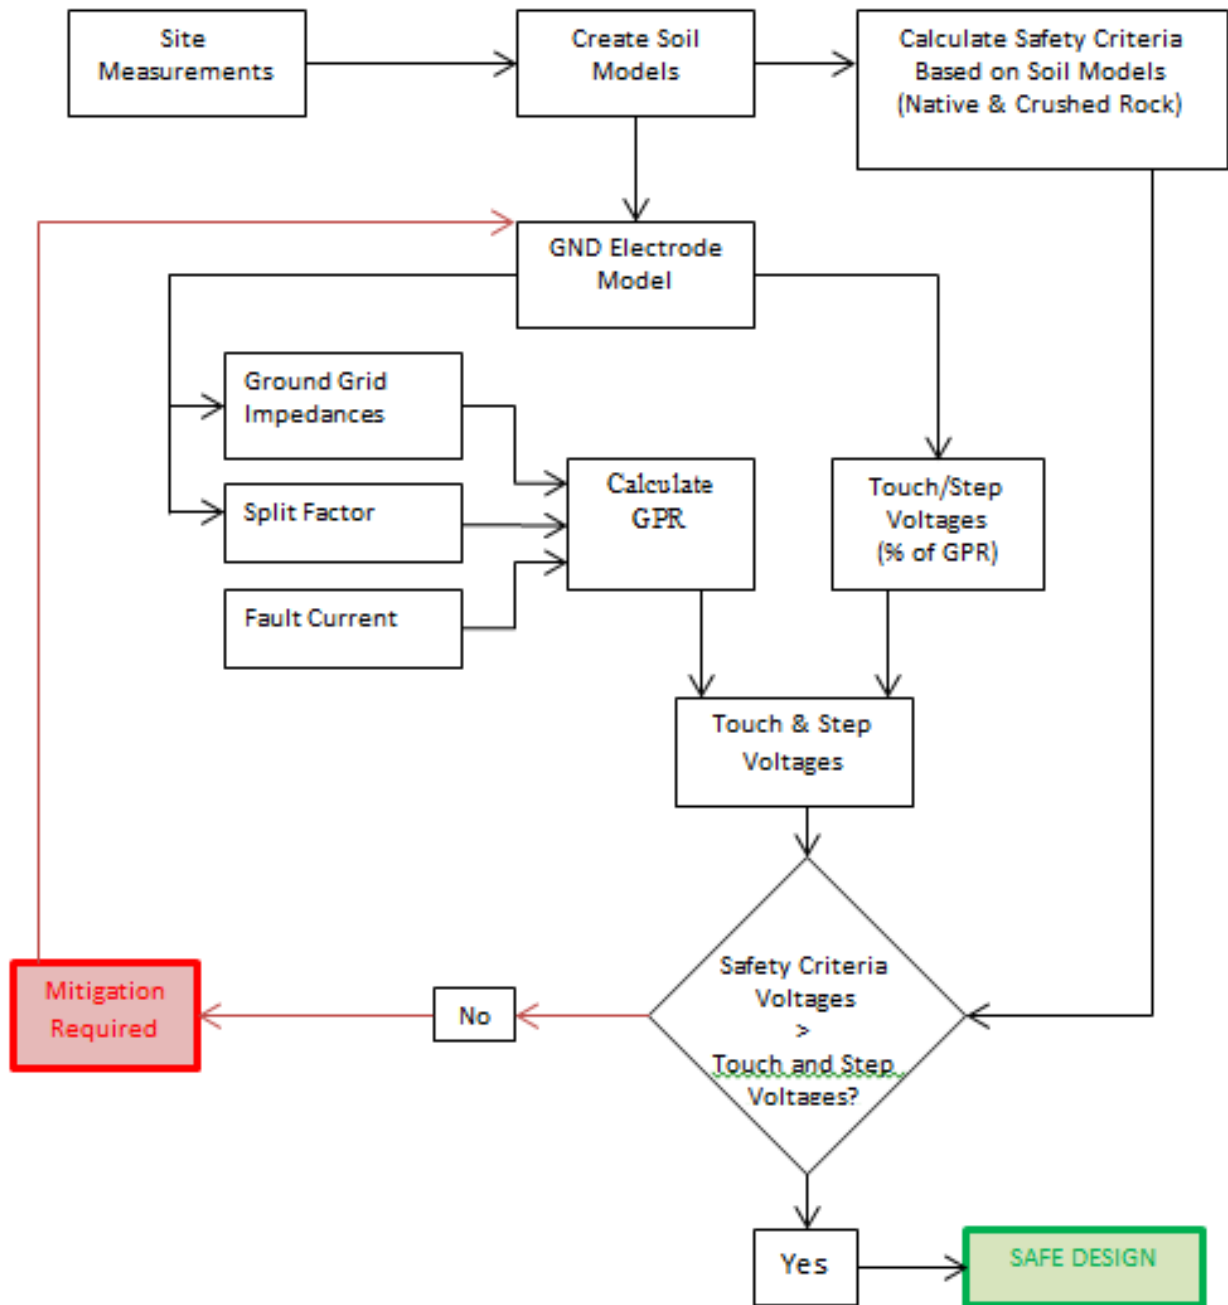 Site
Measurements
Create Soil
Models
Calculate Safety Criteria
Based on Soil Models
(Native & Crushed Rock)
GND Electrode
Model
Ground Grid
Impedances
Split Factor
Fault Current
Calculate
GPR
Touch/Step
Voltages
(% of GPR)
Touch & Step
Voltages
Safety Criteria
Voltages
>
Touch and Step
Voltages?
No
Mitigation
Required
Yes
SAFE DESIGN